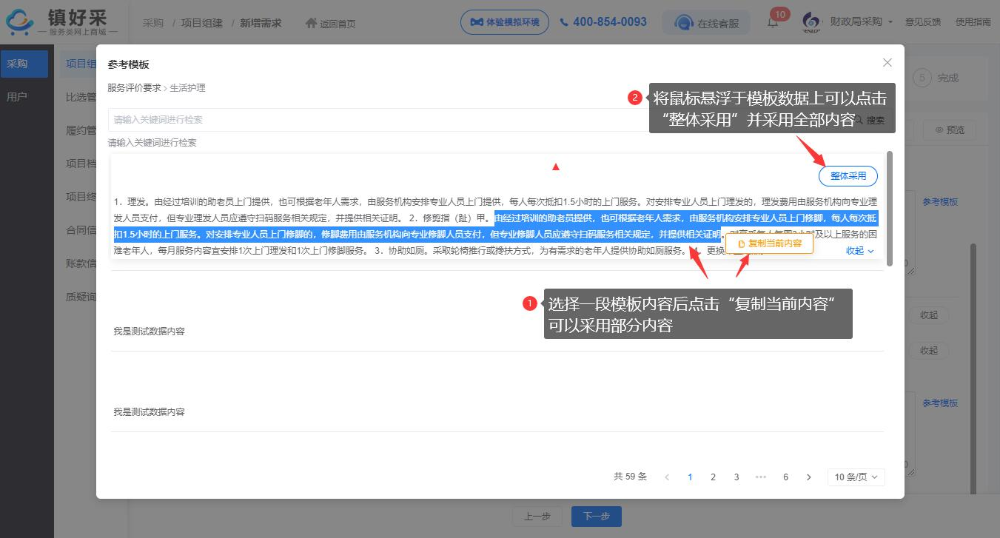 镇好采
服务类网上商城
采购 / 项目组建 / 新增需求
返回首页
体验模拟环境
400-854-0093
在线客服
10
财政局采购
意见反馈
使用指南
采购
用户
项目组
比选管
履约管
项目档
项目终
合同信
账款信
质疑询
5 完成
预览
参考模板
收起
收起
参考模板
参考模板
服务评价要求 > 生活护理
请输入关键词进行检索
搜索
请输入关键词进行检索
2
将鼠标悬浮于模板数据上可以点击
“整体采用”并采用全部内容
整体采用
1．理发。由经过培训的助老员上门提供，也可根据老年人需求，由服务机构安排专业人员上门提供，每人每次抵扣1.5小时的上门服务。对安排专业人员上门理发的，理发费用由服务机构向专业理
发人员支付，但专业理发人员应遵守扫码服务相关规定，并提供相关证明。 2．修剪指（趾）甲。由经过培训的助老员提供，也可根据老年人需求，由服务机构安排专业人员上门修脚，每人每次抵
扣1.5小时的上门服务。对安排专业人员上门修脚的，修脚费用由服务机构向专业修脚人员支付，但专业修脚人员应遵守扫码服务相关规定，并提供相关证明。对享受每人每周3小时及以上服务的困
难老年人，每月服务内容宜安排1次上门理发和1次上门修脚服务。 3．协助如厕。采取轮椅推行或搀扶方式，为有需求的老年人提供协助如厕服务。 4．更换
复制当前内容
收起
1
选择一段模板内容后点击“复制当前内容”
可以采用部分内容
我是测试数据内容
我是测试数据内容
共 59 条 < 1 2 3 ••• 6 > 10 条/页
上一步
下一步